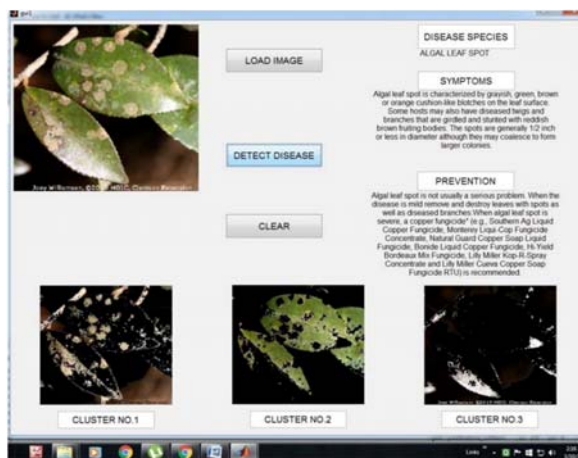 LOAD IMAGE
DETECT DISEASE
CLEAR
DISEASE SPECIES
ALGAL LEAF SPOT
SYMPTOMS
Algal leaf spot is characterized by grayish, green, brown
or orange cushion-like blotches on the leaf surface.
Some hosts may also have diseased twigs and
branches that are girdled and stunted with reddish
brown fruiting bodies. The spots are generally 1/2 inch
or less in diameter although they may coalesce to form
larger colonies.
PREVENTION
Algal leaf spot is not usually a serious problem. When the
disease is mild remove and destroy leaves with spots as
well as diseased branches When algal leaf spot is
severe, a copper fungicide* (e.g., Southern Ag Liquid
Copper Fungicide, Monterey Liqui-Cop Fungicide
Concentrate, Natural Guard Copper Soap Liquid
Fungicide, Bonide Liquid Copper Fungicide, Hi-Yield
Bordeaux Mix Fungicide, Lilly Miller Kop-R-Spray
Concentrate and Lilly Miller Cueva Copper Soap
Fungicide RTU) is recommended.
Joey Williamson, HGIC, Clemson
CLUSTER NO.1
CLUSTER NO.2
CLUSTER NO.3
Links